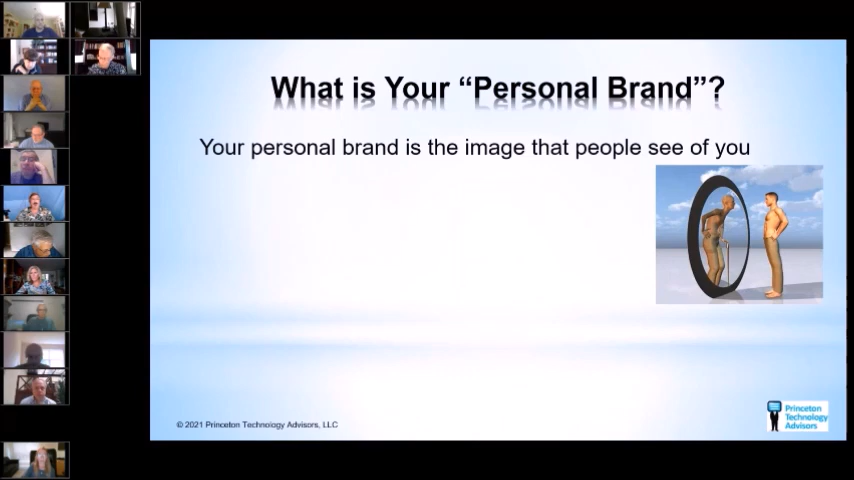 What is Your “Personal Brand”?
Your personal brand is the image that people see of you
© 2021 Princeton Technology Advisors, LLC
Princeton
Technology
Advisors